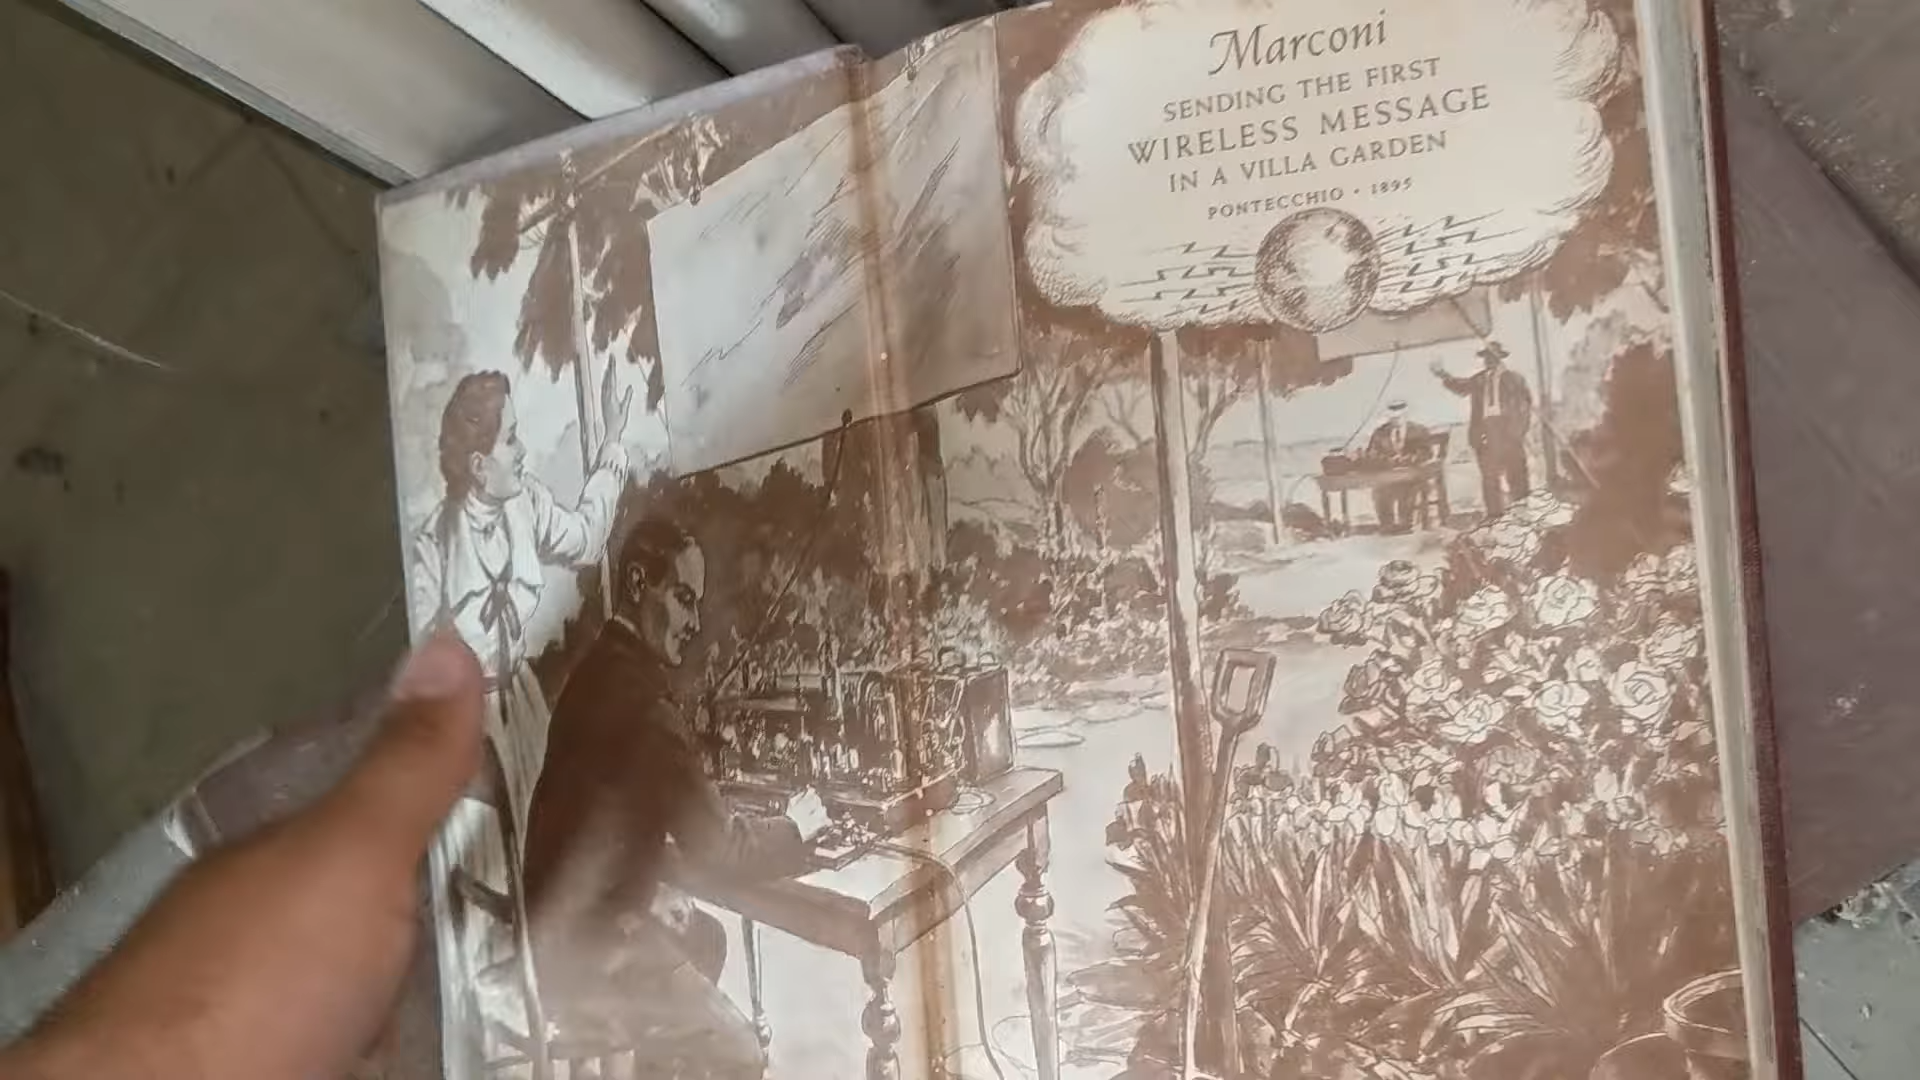 Marconi
SENDING THE FIRST
WIRELESS MESSAGE
IN A VILLA GARDEN
PONTECCHIO • 1895